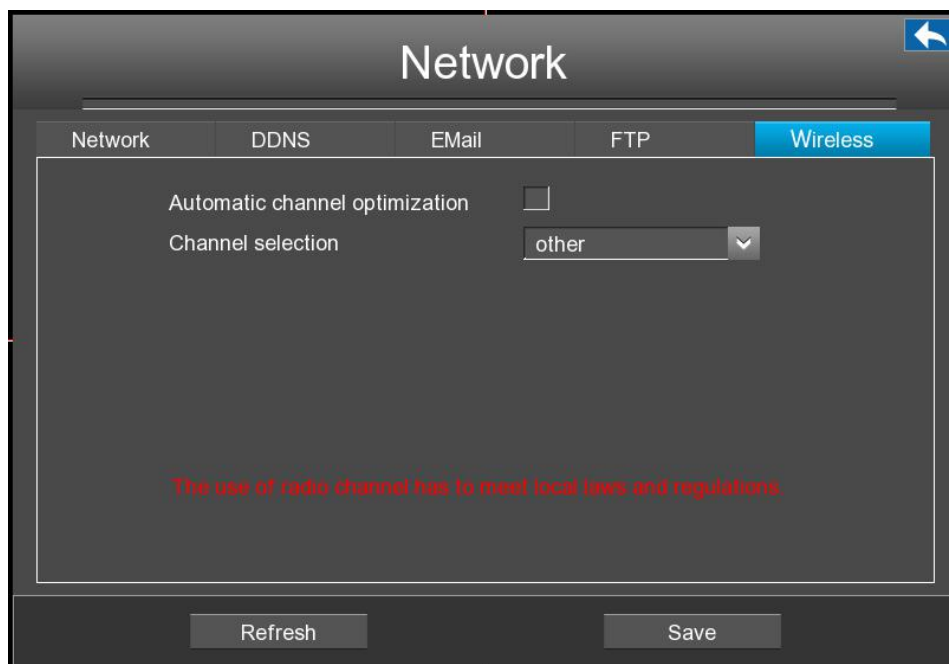 Network
Network DDNS EMail FTP Wireless
Automatic channel optimization
Channel selection other
The use of radio channel has to meet local laws and regulations.
Refresh Save